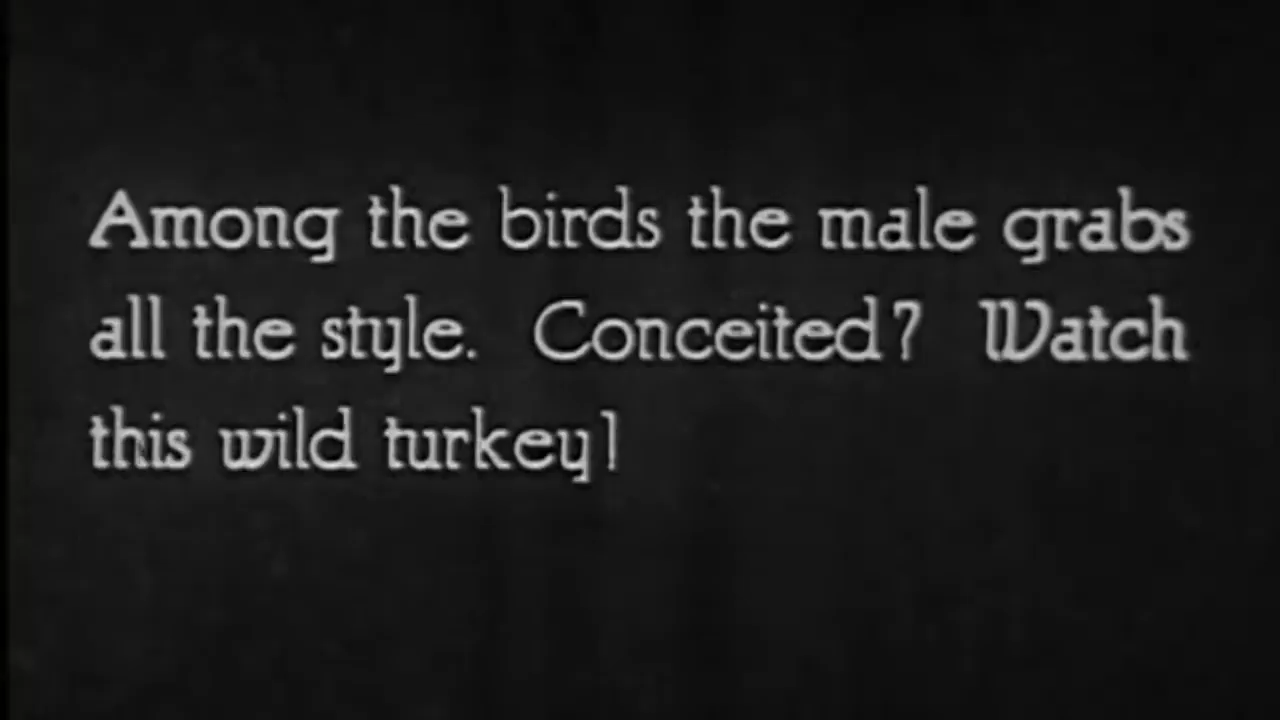 Among the birds the male grabs
all the style. Conceited? Watch
this wild turkey!